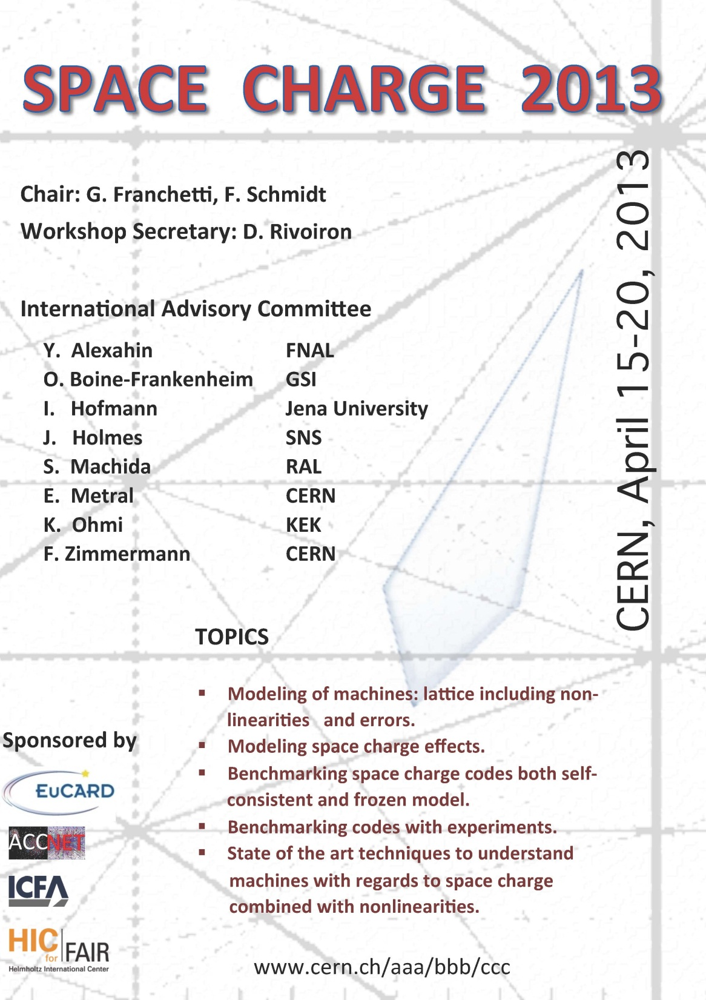 SPACE CHARGE 2013
CERN, April 15-20, 2013
Chair: G. Franchetti, F. Schmidt
Workshop Secretary: D. Rivoiron
International Advisory Committee
Y. Alexahin FNAL
O. Boine-Frankenheim GSI
I. Hofmann Jena University
J. Holmes SNS
S. Machida RAL
E. Metral CERN
K. Ohmi KEK
F. Zimmermann CERN
TOPICS
▪ Modeling of machines: lattice including non-
linearities and errors.
▪ Modeling space charge effects.
▪ Benchmarking space charge codes both self-
consistent and frozen model.
▪ Benchmarking codes with experiments.
▪ State of the art techniques to understand
machines with regards to space charge
combined with nonlinearities.
Sponsored by
EuCARD
ACCNET
ICFA
HIC for FAIR
Helmholtz International Center
www.cern.ch/aaa/bbb/ccc